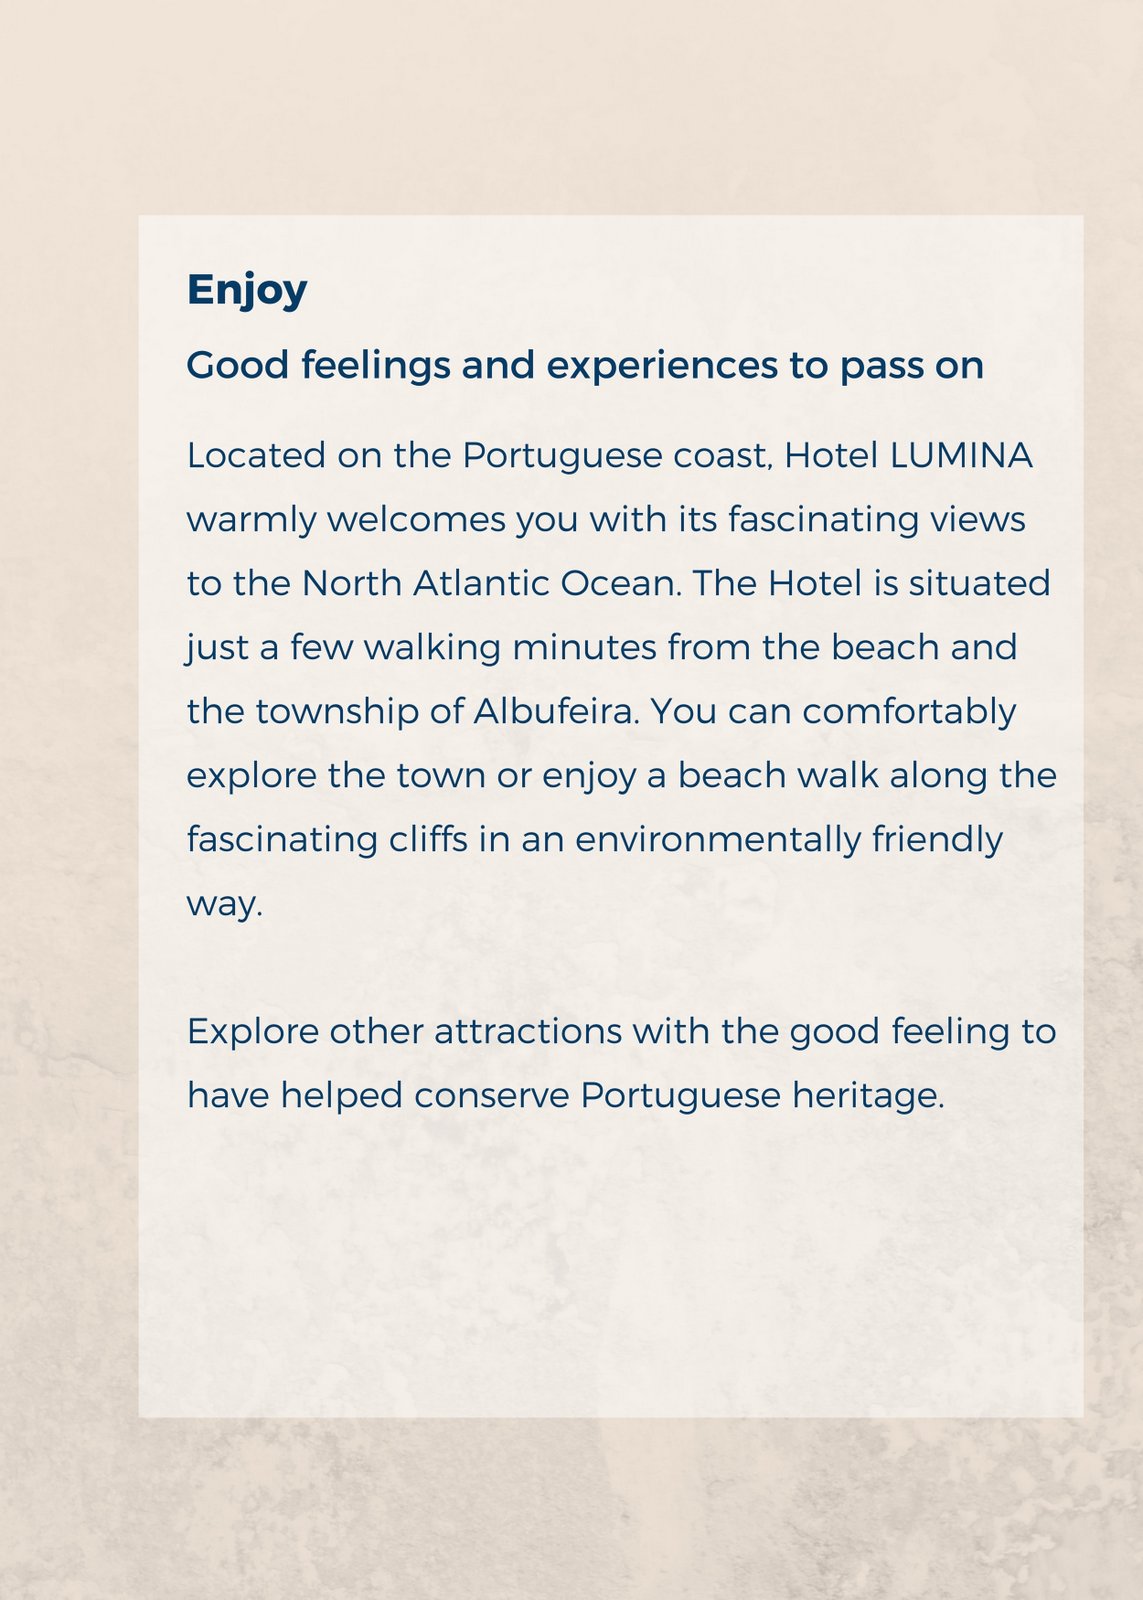 Enjoy
Good feelings and experiences to pass on
Located on the Portuguese coast, Hotel LUMINA
warmly welcomes you with its fascinating views
to the North Atlantic Ocean. The Hotel is situated
just a few walking minutes from the beach and
the township of Albufeira. You can comfortably
explore the town or enjoy a beach walk along the
fascinating cliffs in an environmentally friendly
way.
Explore other attractions with the good feeling to
have helped conserve Portuguese heritage.